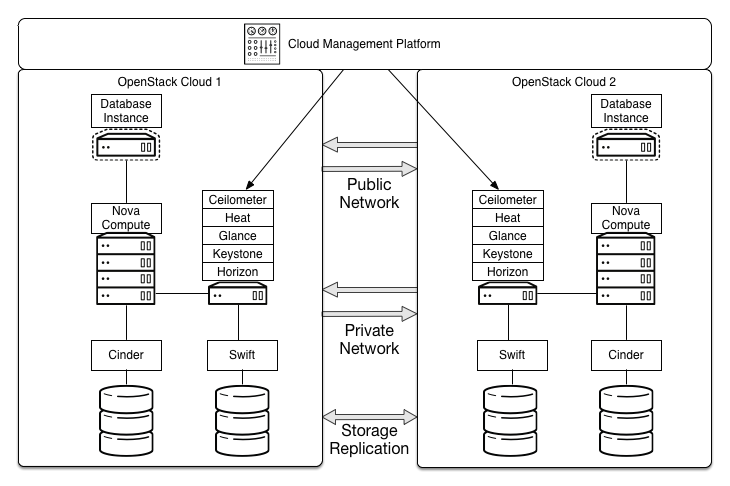 Cloud Management Platform
OpenStack Cloud 1
Database
Instance
Nova
Compute
Ceilometer
Heat
Glance
Keystone
Horizon
Cinder
Swift
Public
Network
Private
Network
Storage
Replication
OpenStack Cloud 2
Database
Instance
Ceilometer
Heat
Glance
Keystone
Horizon
Nova
Compute
Swift
Cinder